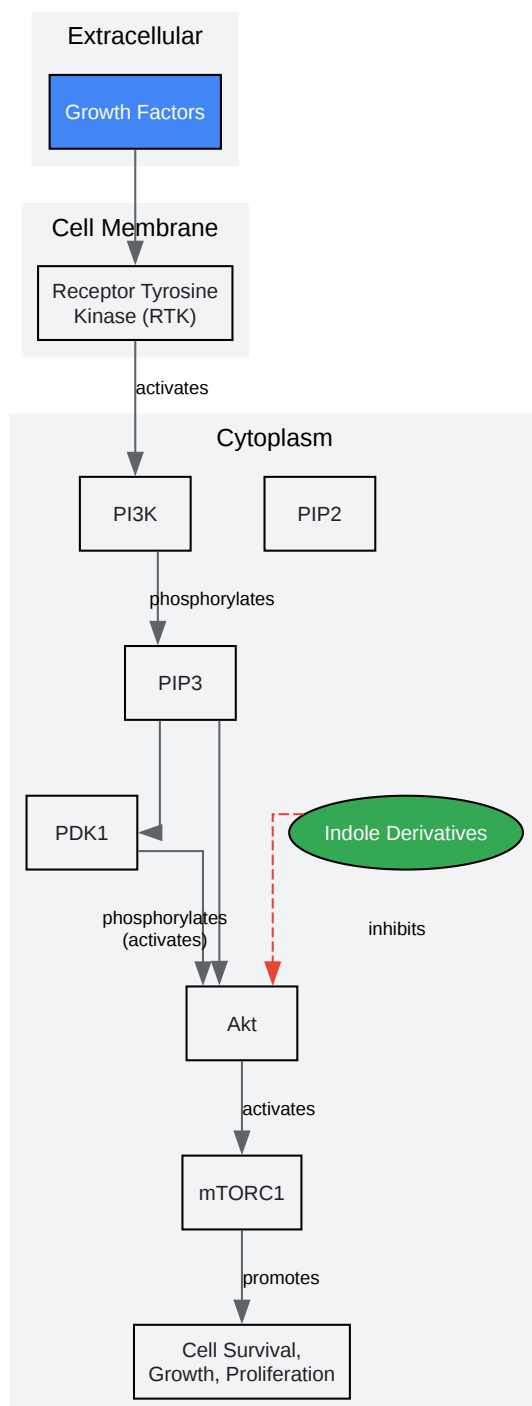 Extracellular
Growth Factors
Cell Membrane
Receptor Tyrosine
Kinase (RTK)
activates
Cytoplasm
PI3K
PIP2
phosphorylates
PIP3
PDK1
Indole Derivatives
phosphorylates
(activates)
inhibits
Akt
activates
mTORC1
promotes
Cell Survival,
Growth, Proliferation